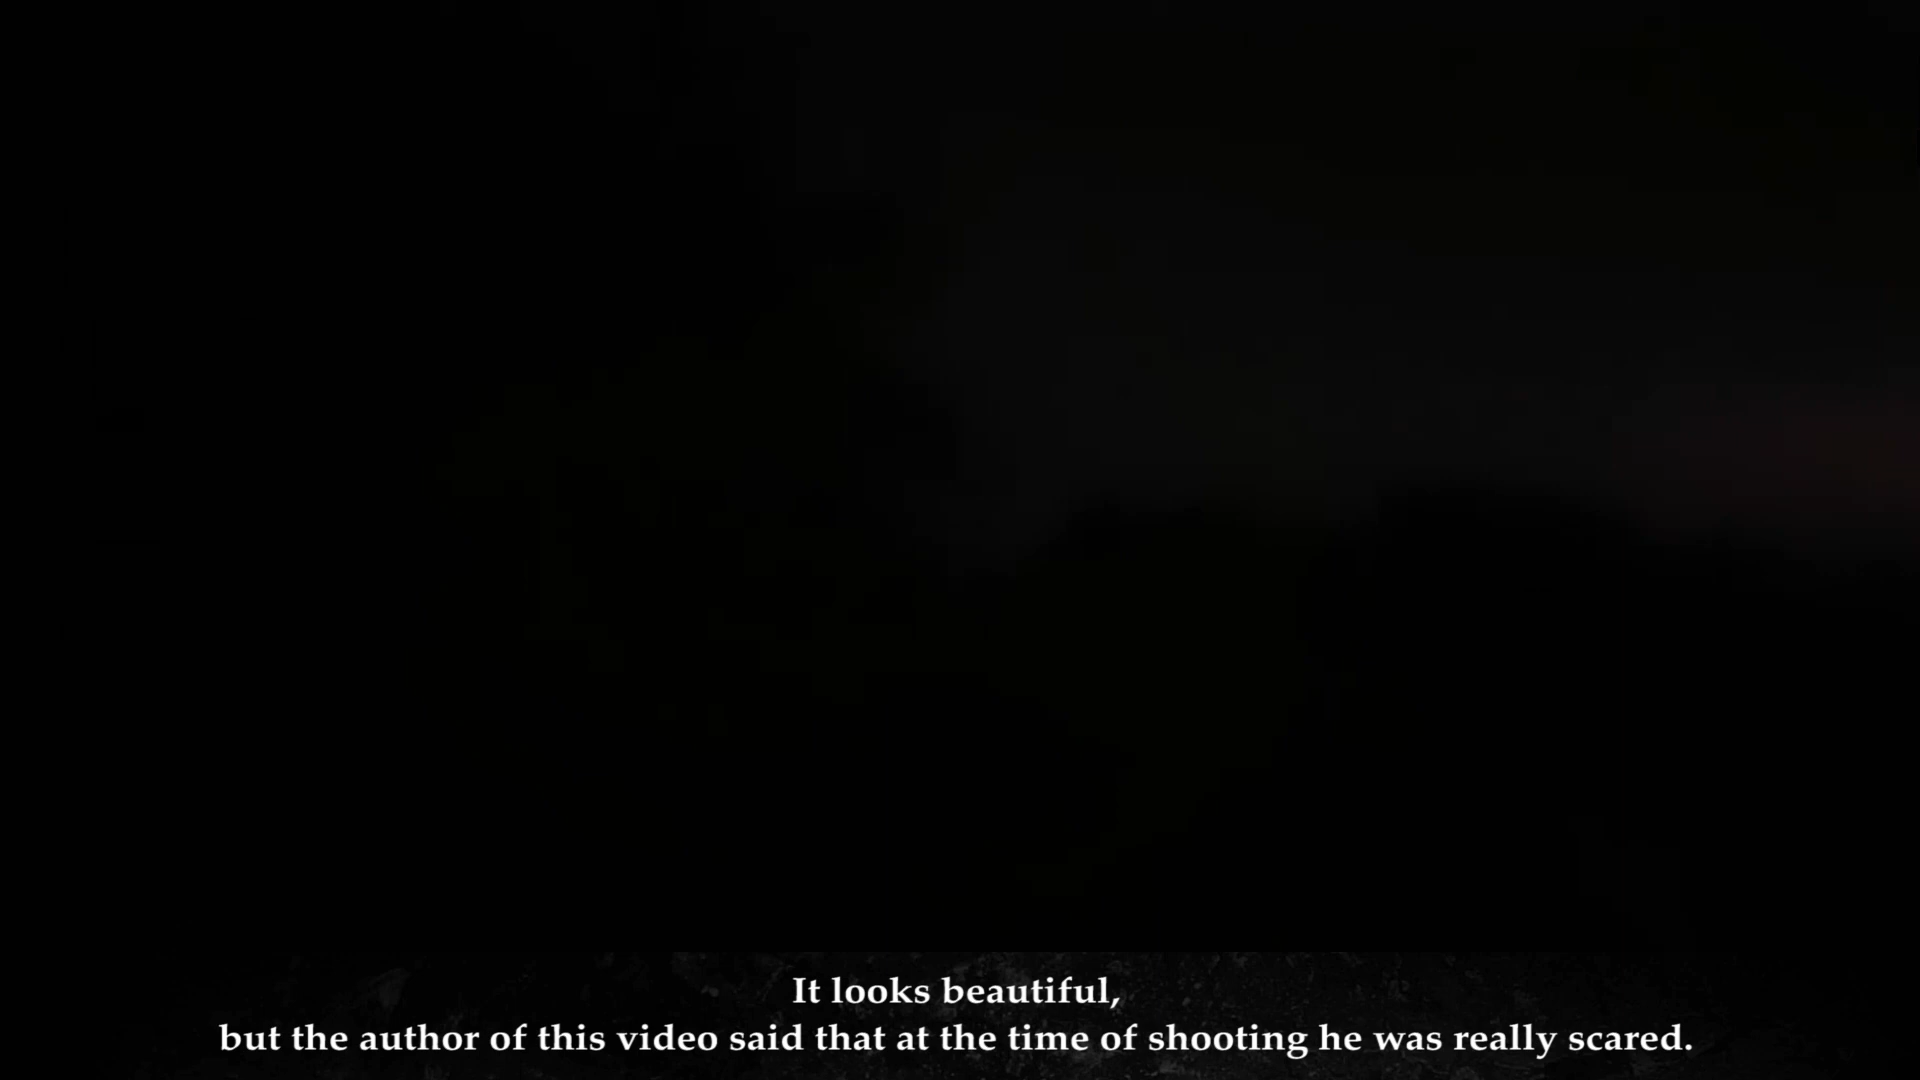 It looks beautiful,
but the author of this video said that at the time of shooting he was really scared.